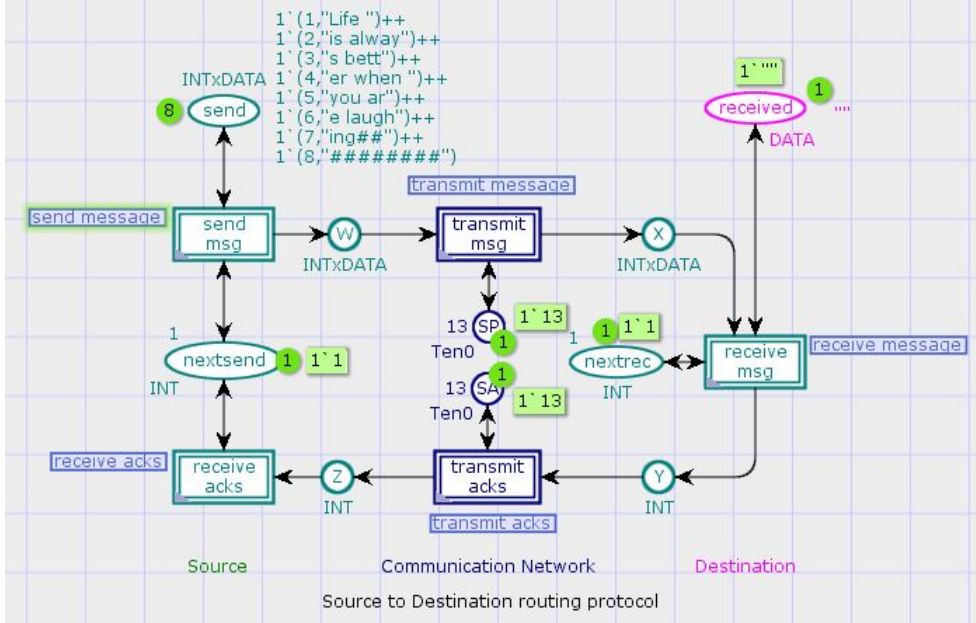 1`(1,"Life ")++
1`(2,"is alway")++
1`(3,"s bett")++
1`(4,"er when ")++
1`(5,"you ar")++
1`(6,"e laugh")++
1`(7,"ing##")++
1`(8,"########")
INTxDATA
8
send
1`""
1
received
""
DATA
transmit message
send message
send
msg
W
INTxDATA
transmit
msg
X
INTxDATA
1
nextsend
1
1`1
INT
13
SP
1
1`13
Ten0
13
SA
1
1`13
Ten0
1
1
1`1
nextrec
INT
receive
msg
receive message
receive acks
receive
acks
Z
INT
transmit
acks
transmit acks
Y
INT
Source
Communication Network
Destination
Source to Destination routing protocol